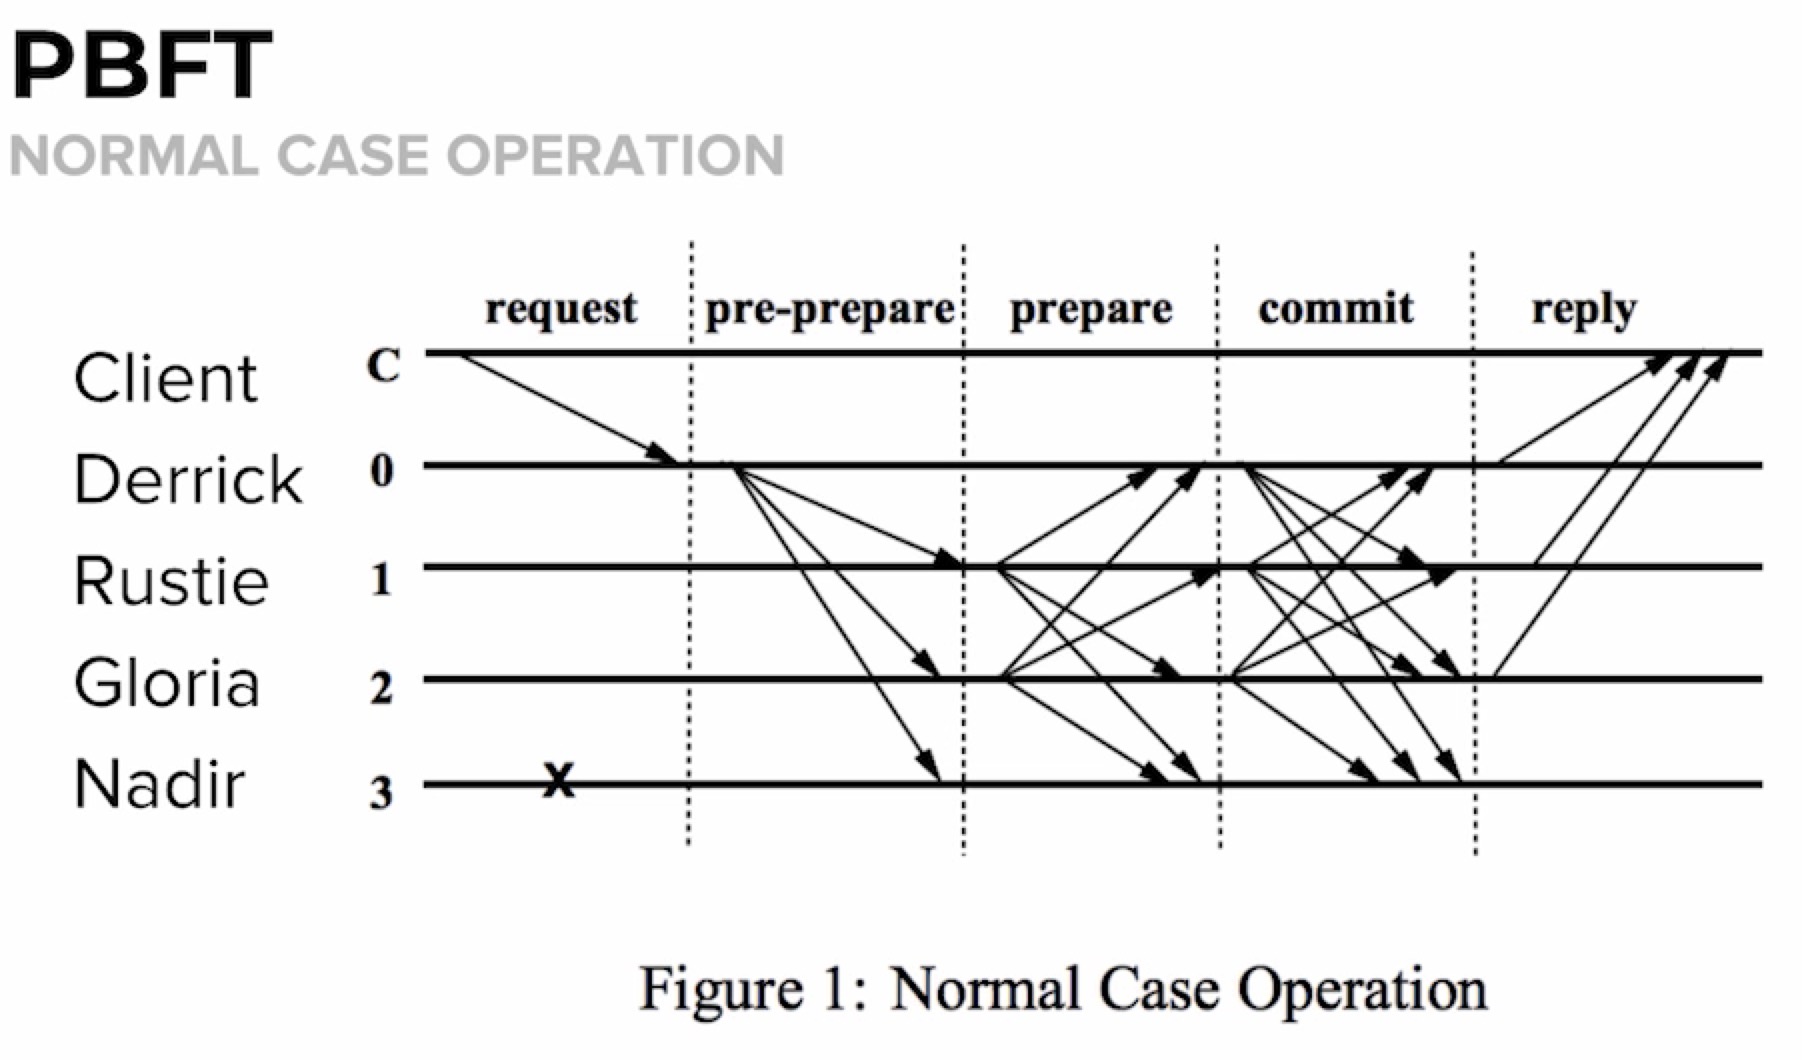 PBFT
NORMAL CASE OPERATION
request pre-prepare prepare commit reply
Client C
Derrick 0
Rustie 1
Gloria 2
Nadir 3 X
Figure 1: Normal Case Operation